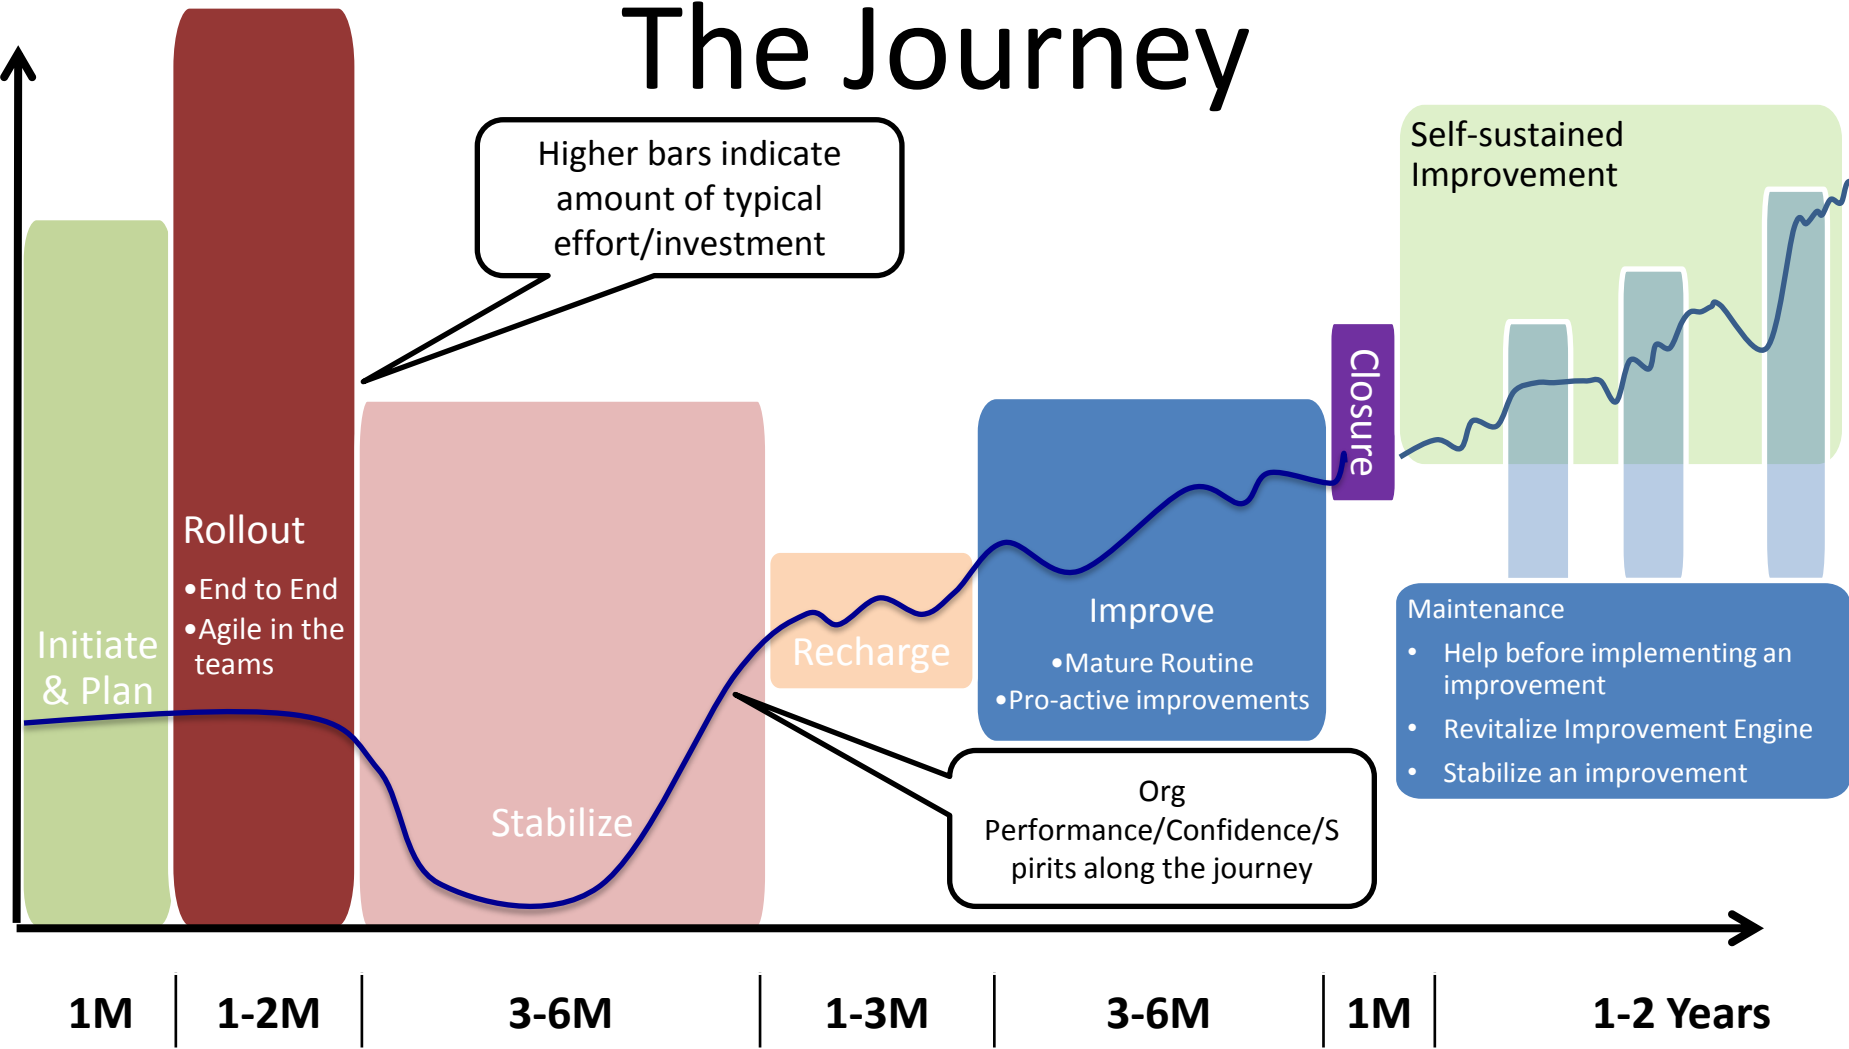 The Journey
Higher bars indicate
amount of typical
effort/investment
Self-sustained
Improvement
Closure
Rollout
•End to End
•Agile in the
teams
Initiate
& Plan
Stabilize
Recharge
Improve
•Mature Routine
•Pro-active improvements
Maintenance
• Help before implementing an
improvement
• Revitalize Improvement Engine
• Stabilize an improvement
Org
Performance/Confidence/S
pirits along the journey
1M
1-2M
3-6M
1-3M
3-6M
1M
1-2 Years